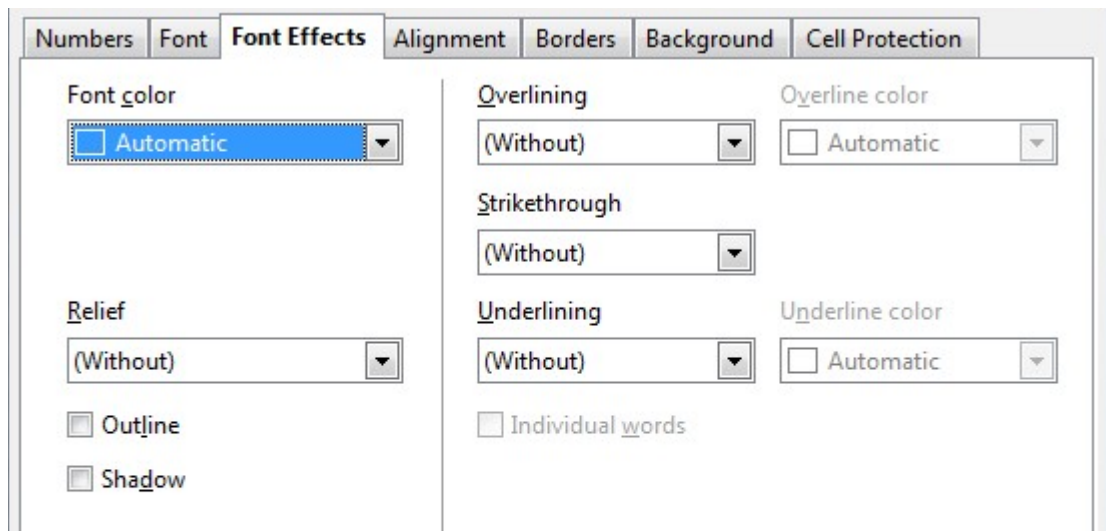 Numbers Font Font Effects Alignment Borders Background Cell Protection
Font color
Automatic
Relief
(Without)
Outline
Shadow
Overlining Overline color
(Without) Automatic
Strikethrough
(Without)
Underlining Underline color
(Without) Automatic
Individual words